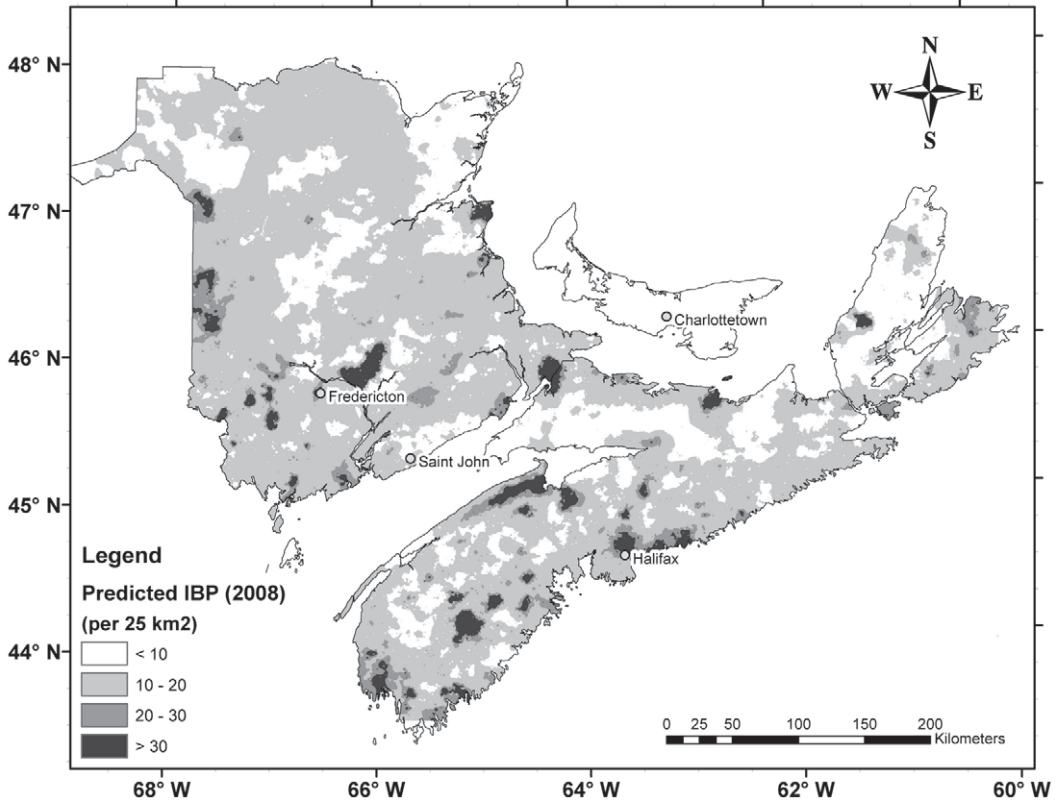 N
W E
S
48° N
47° N
46° N
45° N
44° N
Charlottetown
Fredericton
Saint John
Halifax
Legend
Predicted IBP (2008)
(per 25 km2)
< 10
10 - 20
20 - 30
> 30
0 25 50 100 150 200
Kilometers
68° W 66° W 64° W 62° W 60° W